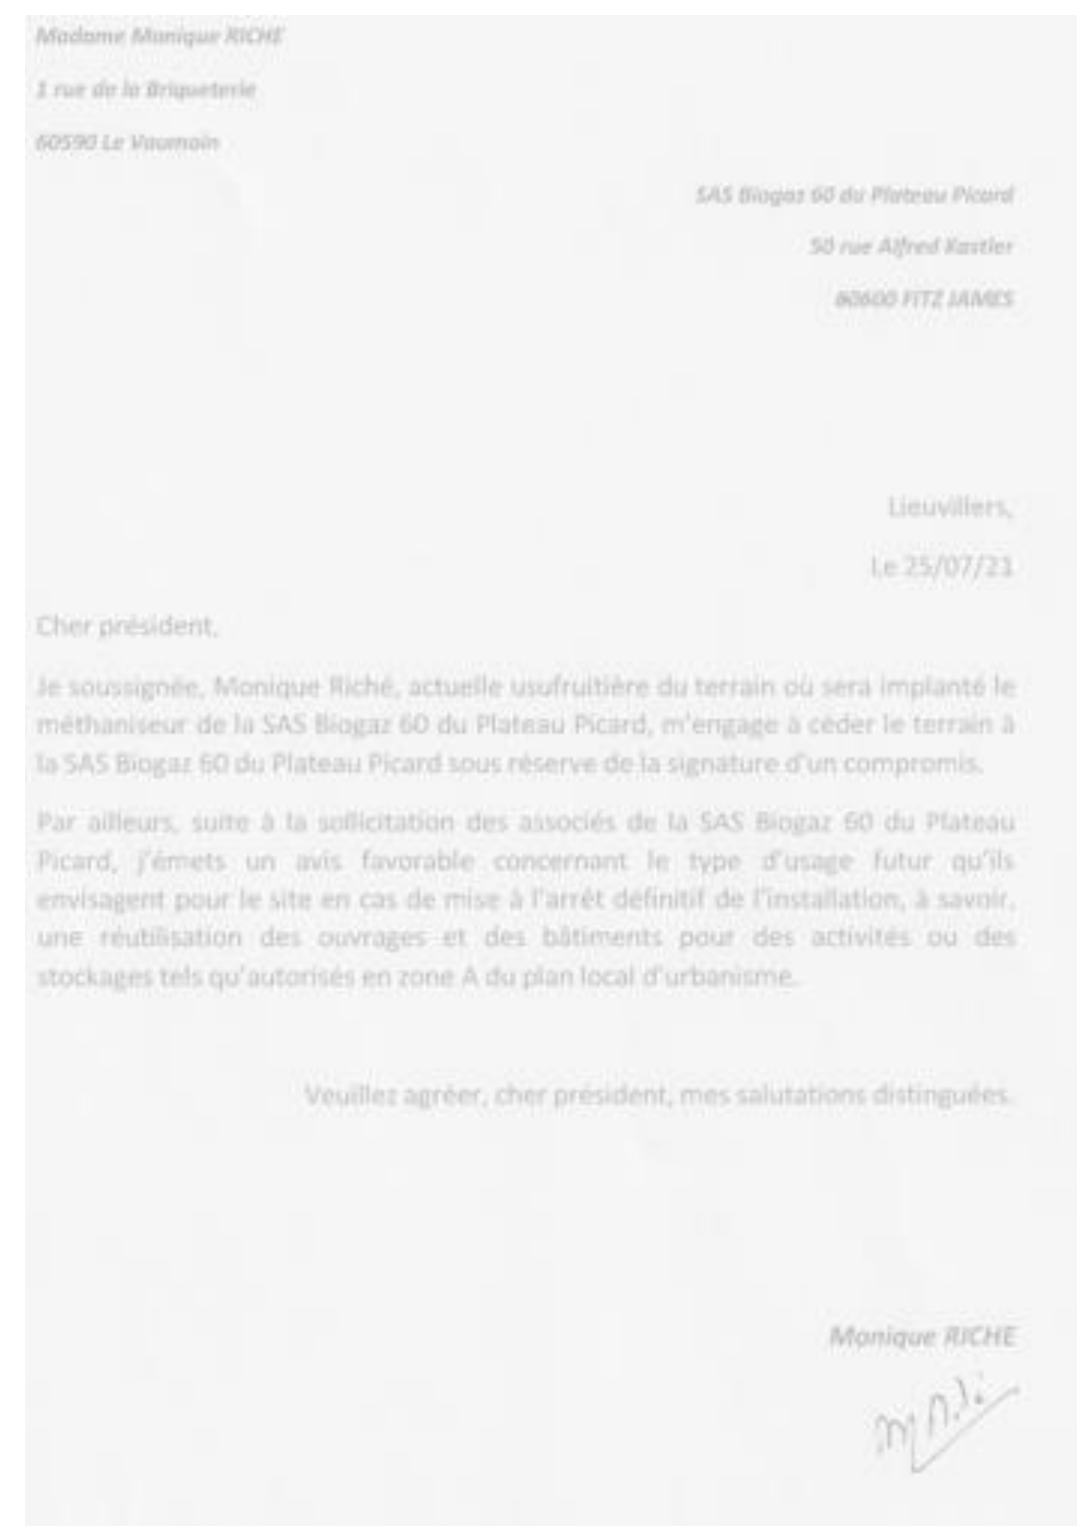 Madame Monique RICHE
1 rue de la Briqueterie
60590 Le Vaumain
SAS Biogaz 60 du Plateau Picard
50 rue Alfred Kastler
60600 FITZ JAMES
Lieuvillers,
Le 25/07/21
Cher président,
Je soussignée, Monique Riché, actuelle usufruitière du terrain où sera implanté le
méthaniseur de la SAS Biogaz 60 du Plateau Picard, m'engage à céder le terrain à
la SAS Biogaz 60 du Plateau Picard sous réserve de la signature d'un compromis.
Par ailleurs, suite à la sollicitation des associés de la SAS Biogaz 60 du Plateau
Picard, j'émets un avis favorable concernant le type d'usage futur qu'ils
envisagent pour le site en cas de mise à l'arrêt définitif de l'installation, à savoir,
une réutilisation des ouvrages et des bâtiments pour des activités ou des
stockages tels qu'autorisés en zone A du plan local d'urbanisme.
Veuillez agréer, cher président, mes salutations distinguées.
Monique RICHE